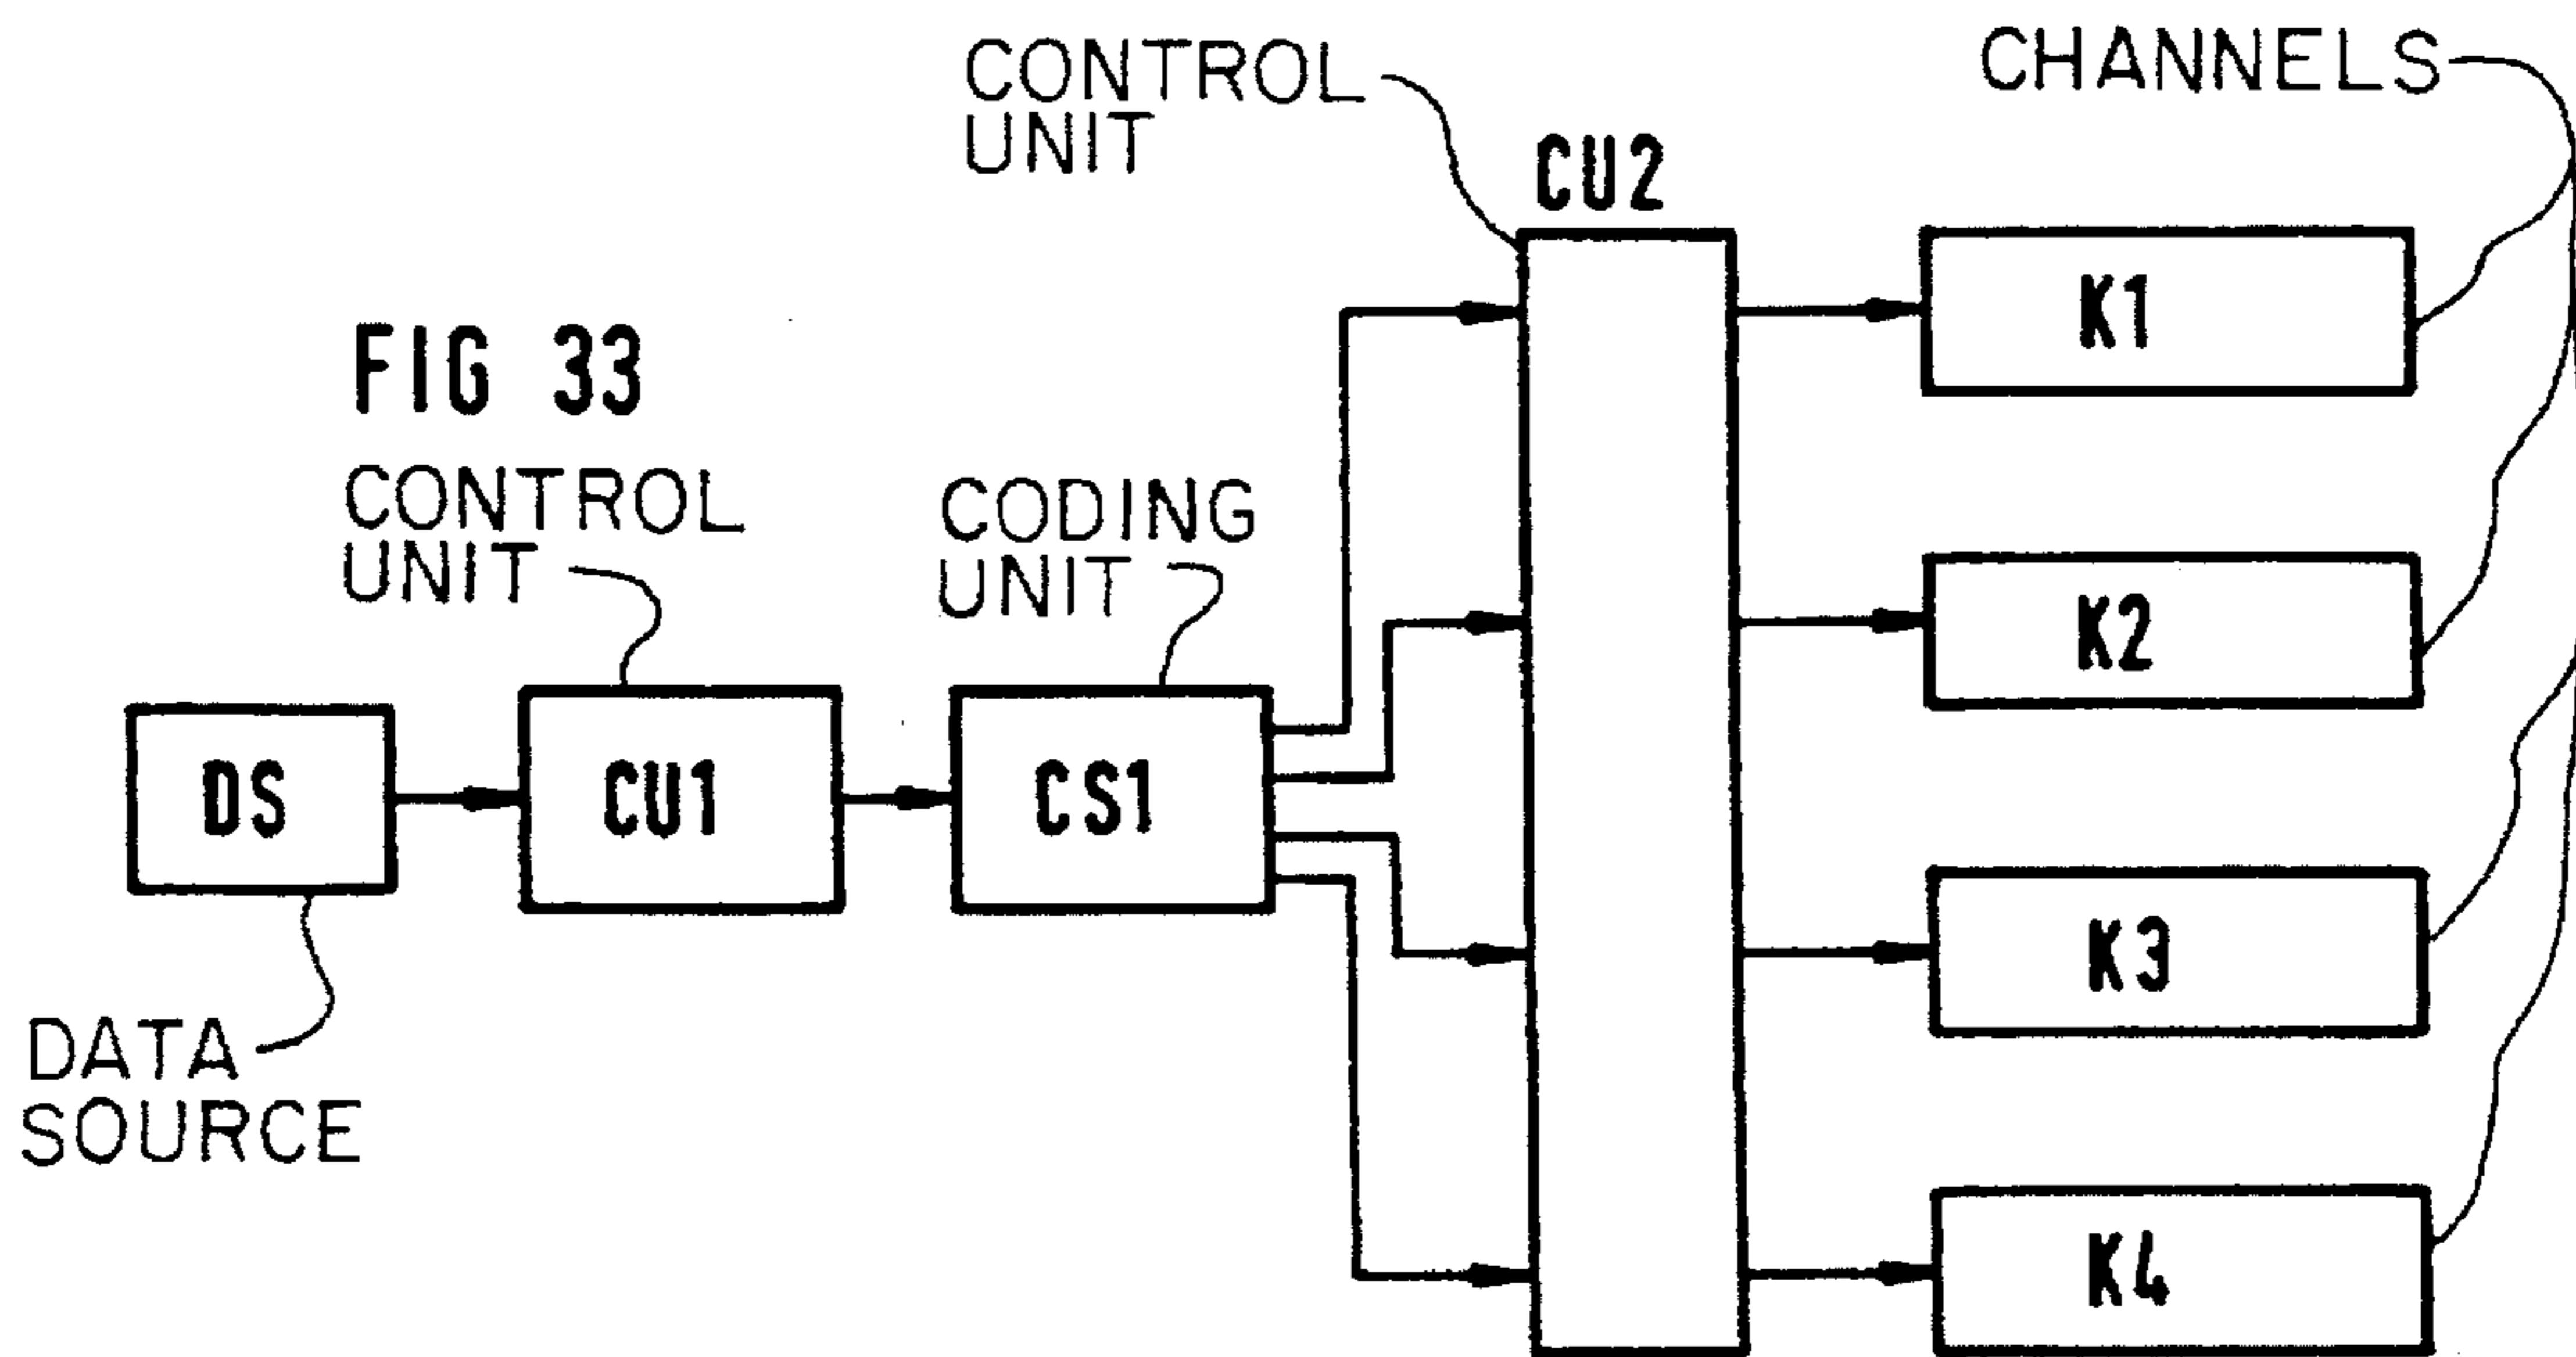 CONTROL
UNIT
CHANNELS
CU2
K1
FIG 33
CONTROL
UNIT
CODING
UNIT
K2
DS
CU1
CS1
K3
DATA
SOURCE
K4